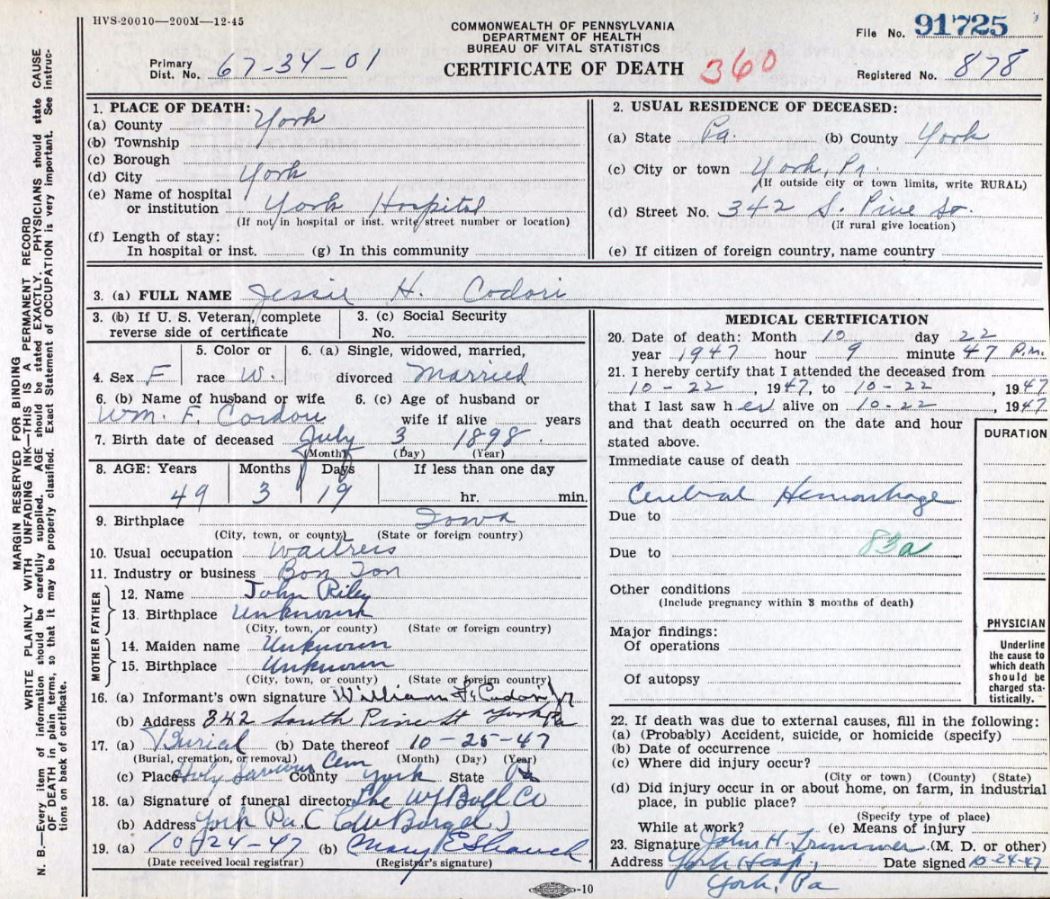 HVS-20010—200M—12-45
COMMONWEALTH OF PENNSYLVANIA
DEPARTMENT OF HEALTH
BUREAU OF VITAL STATISTICS
CERTIFICATE OF DEATH 360
File No. 91725
Primary Dist. No. 67-34-01
Registered No. 878
MARGIN RESERVED FOR BINDING
WRITE PLAINLY WITH UNFADING INK—THIS IS A PERMANENT RECORD
N. B.—Every item of information should be carefully supplied. AGE should be stated EXACTLY. PHYSICIANS should state CAUSE
OF DEATH in plain terms, so that it may be properly classified. Exact Statement of OCCUPATION is very important. See instruc-
tions on back of certificate.
1. PLACE OF DEATH:
(a) County York
(b) Township
(c) Borough
(d) City York
(e) Name of hospital
or institution York Hospital
(If not in hospital or inst. write street number or location)
(f) Length of stay:
In hospital or inst. (g) In this community
2. USUAL RESIDENCE OF DECEASED:
(a) State Pa. (b) County York
(c) City or town York, Pa.
(If outside city or town limits, write RURAL)
(d) Street No. 342 S. Pine St.
(If rural give location)
(e) If citizen of foreign country, name country
3. (a) FULL NAME Jessie H. Codori
3. (b) If U. S. Veteran, complete
reverse side of certificate
3. (c) Social Security
No.
4. Sex F
5. Color or
race W.
6. (a) Single, widowed, married,
divorced Married
6. (b) Name of husband or wife
Wm. F. Cordori
6. (c) Age of husband or
wife if alive years
7. Birth date of deceased July 3 1898
(Month) (Day) (Year)
8. AGE: Years Months Days If less than one day
49 3 19 hr. min.
9. Birthplace Iowa
(City, town, or county) (State or foreign country)
10. Usual occupation Waitress
11. Industry or business Bon Ton
FATHER
12. Name John Riley
13. Birthplace Unknown
(City, town, or county) (State or foreign country)
MOTHER
14. Maiden name Unknown
15. Birthplace Unknown
(City, town, or county) (State or foreign country)
16. (a) Informant's own signature William F. Codori Jr
(b) Address 342 South Pine St York Pa
17. (a) Burial (b) Date thereof 10-25-47
(Burial, cremation, or removal) (Month) (Day) (Year)
(c) Place Holy Saviour Cem County York State Pa
18. (a) Signature of funeral director The W Boll Co
(b) Address York Pa.
19. (a) 10-24-47 (b) Mary E Shauck
(Date received local registrar) (Registrar's signature)
MEDICAL CERTIFICATION
20. Date of death: Month 10 day 22
year 1947 hour 9 minute 47 P.m.
21. I hereby certify that I attended the deceased from
10-22, 1947, to 10-22, 1947
that I last saw her alive on 10-22, 1947
and that death occurred on the date and hour
stated above.
DURATION
Immediate cause of death
Cerebral Hemorrhage
Due to
Due to 83a
Other conditions
(Include pregnancy within 3 months of death)
Major findings:
Of operations
Of autopsy
PHYSICIAN
Underline
the cause to
which death
should be
charged sta-
tistically.
22. If death was due to external causes, fill in the following:
(a) (Probably) Accident, suicide, or homicide (specify)
(b) Date of occurrence
(c) Where did injury occur?
(City or town) (County) (State)
(d) Did injury occur in or about home, on farm, in industrial
place, in public place?
(Specify type of place)
While at work? (e) Means of injury
23. Signature John H. Trimmer (M. D. or other)
Address York Hosp., Date signed 10-24-47
York, Pa
-10